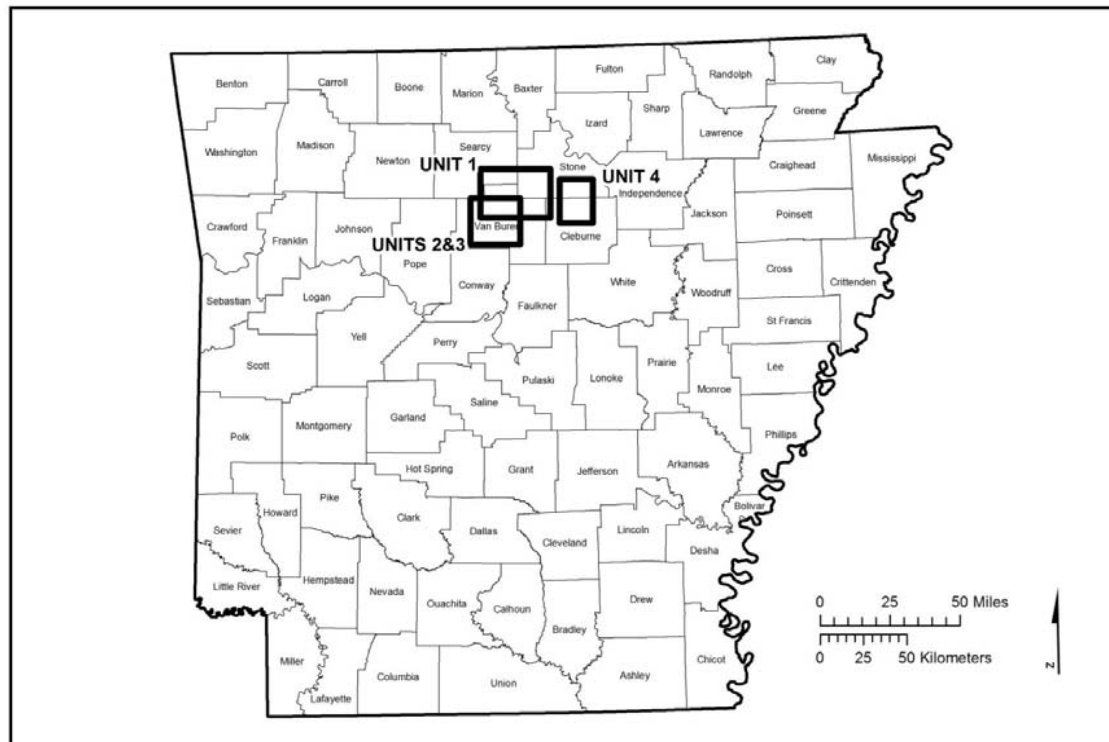 Benton
Carroll
Boone
Marion
Baxter
Fulton
Randolph
Clay
Sharp
Greene
Izard
Lawrence
Washington
Madison
Newton
Searcy
Stone
Craighead
Mississippi
UNIT 1
UNIT 4
Independence
Jackson
Poinsett
Crawford
Franklin
Johnson
Pope
Van Bure
Cleburne
UNITS 2&3
Cross
Crittenden
Sebastian
Logan
Conway
White
Woodruff
Faulkner
St Francis
Yell
Perry
Scott
Pulaski
Lonoke
Prairie
Monroe
Lee
Saline
Garland
Montgomery
Polk
Phillips
Hot Spring
Grant
Jefferson
Arkansas
Pike
Howard
Clark
Bolivar
Sevier
Dallas
Cleveland
Lincoln
Desha
Little River
Hempstead
Nevada
Ouachita
Calhoun
Drew
Bradley
Miller
Lafayette
Columbia
Union
Ashley
Chicot
0 25 50 Miles
0 25 50 Kilometers
N